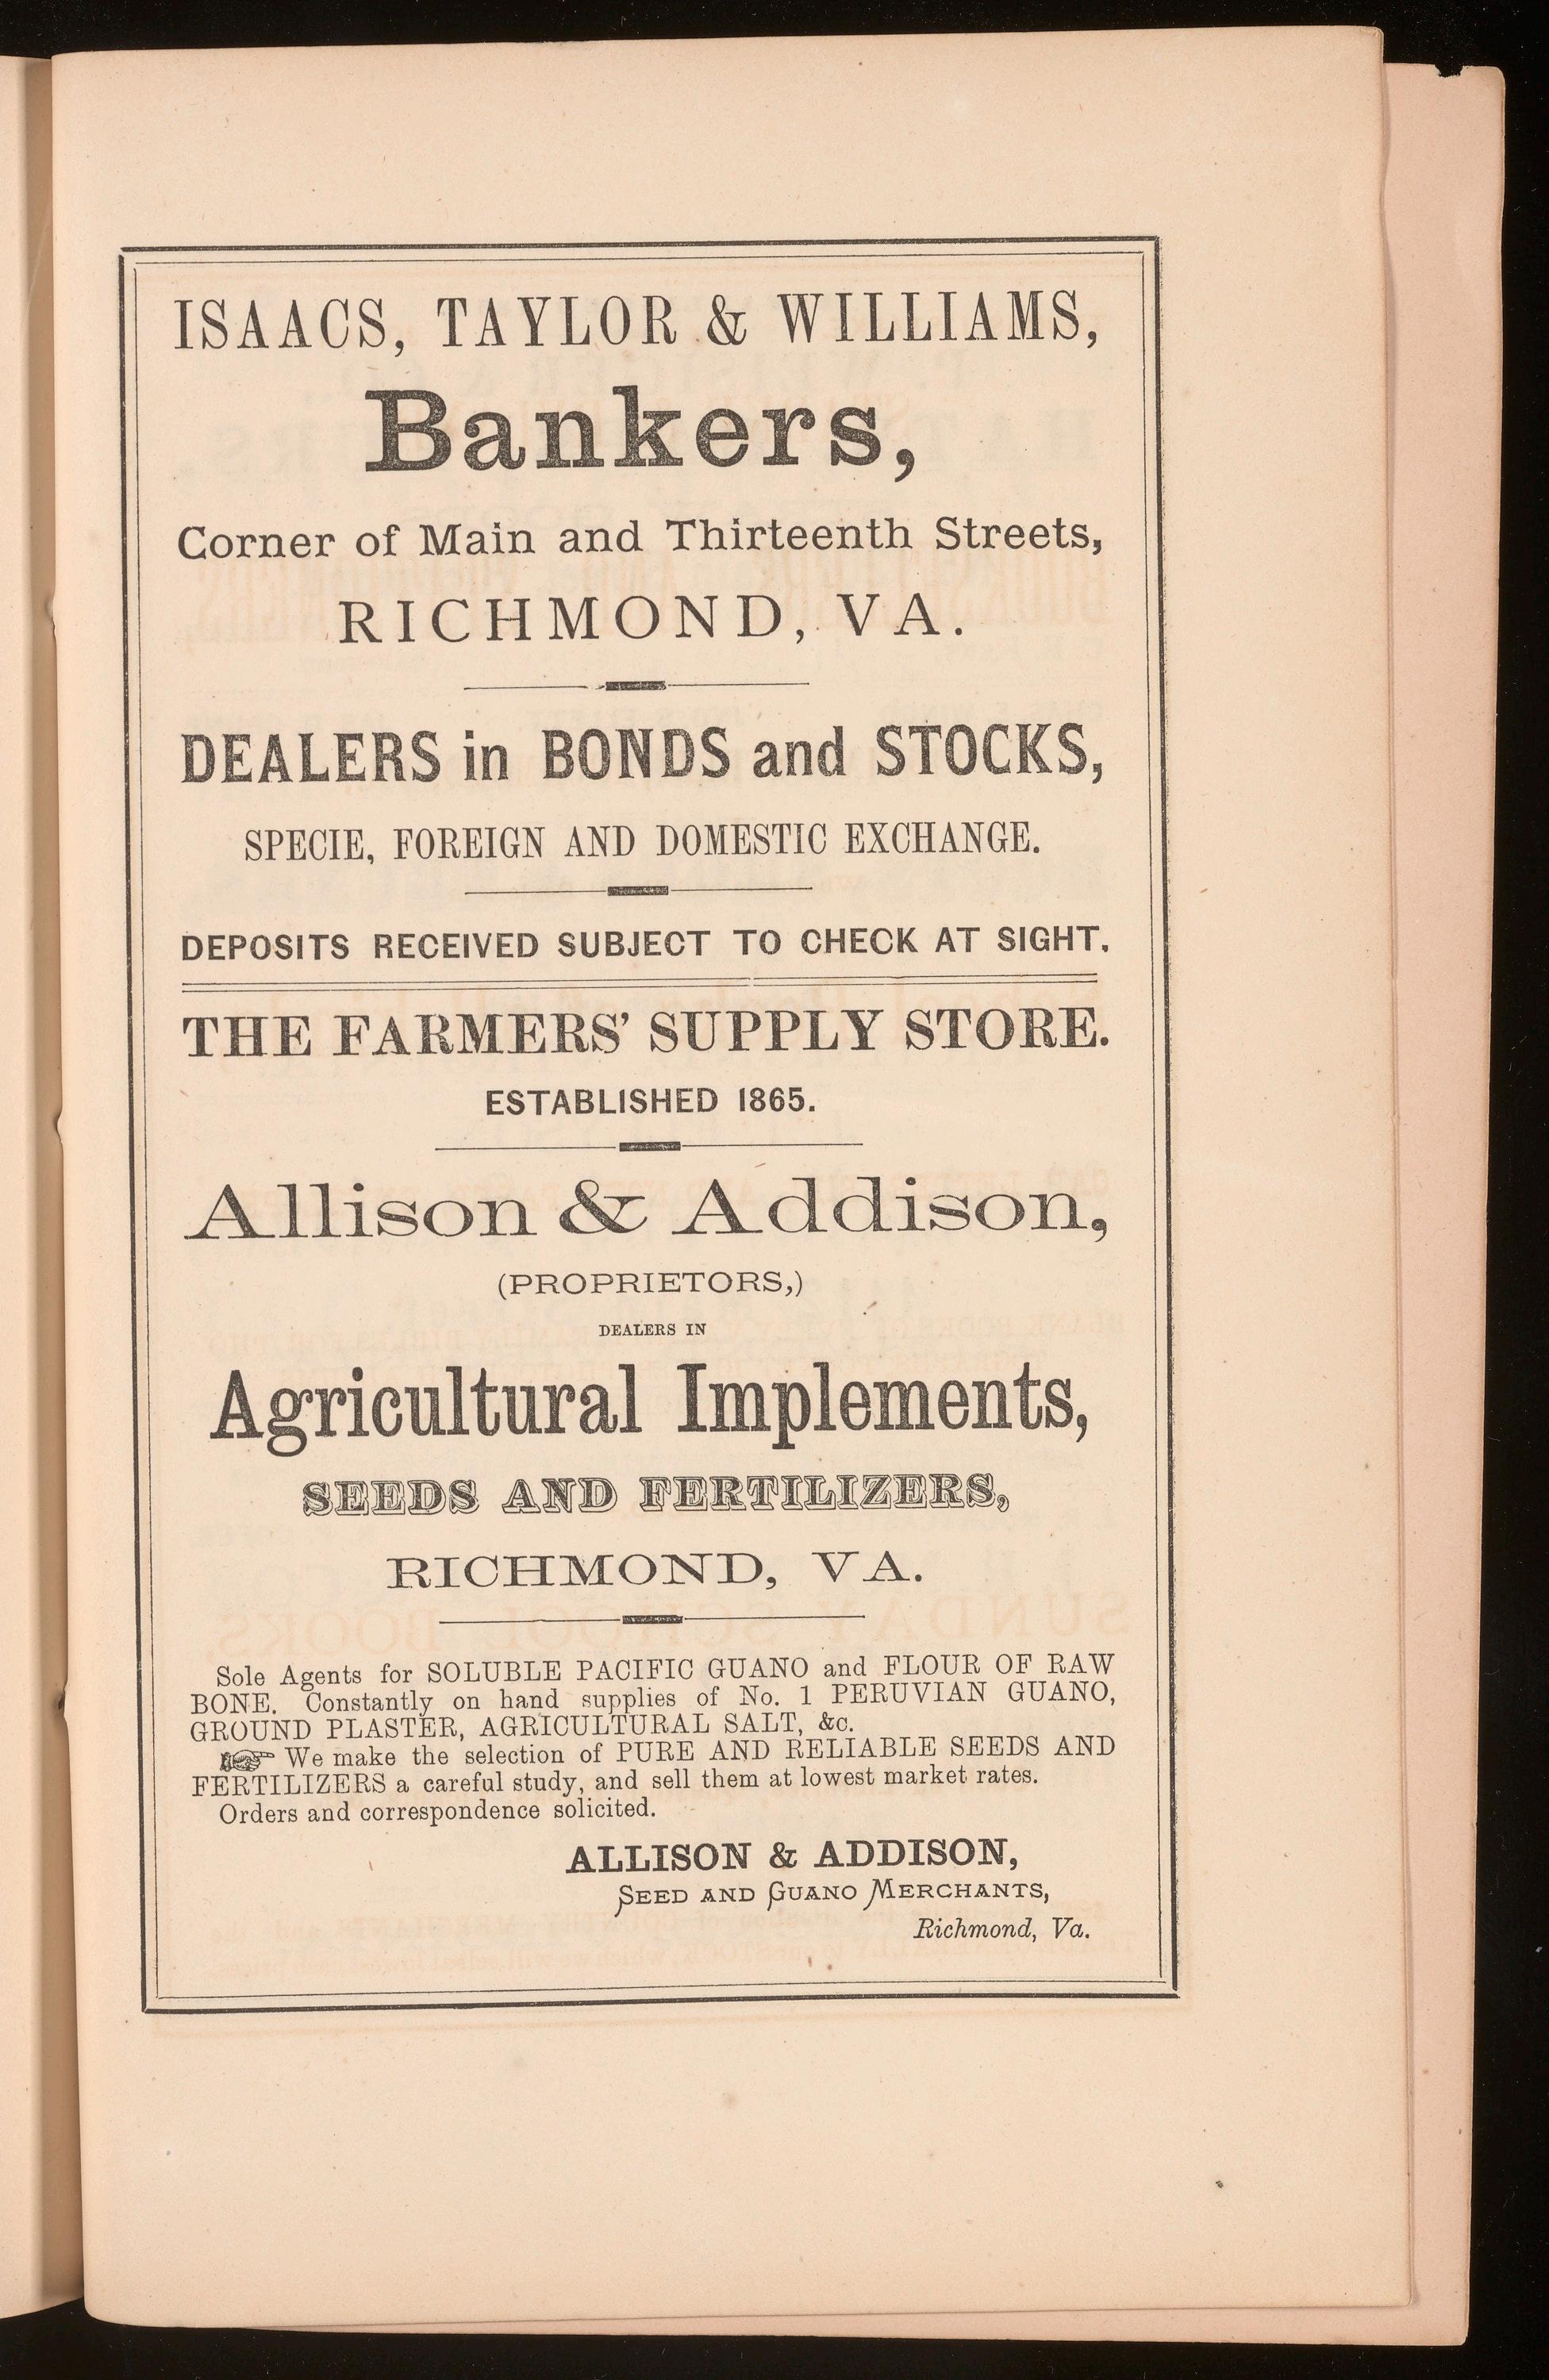 ISAACS, TAYLOR & WILLIAMS,
Bankers,
Corner of Main and Thirteenth Streets,
RICHMOND, VA.
DEALERS in BONDS and STOCKS,
SPECIE, FOREIGN AND DOMESTIC EXCHANGE.
DEPOSITS RECEIVED SUBJECT TO CHECK AT SIGHT.
THE FARMERS' SUPPLY STORE.
ESTABLISHED 1865.
Allison & Addison,
(PROPRIETORS,)
DEALERS IN
Agricultural Implements,
SEEDS AND FERTILIZERS,
RICHMOND, VA.
Sole Agents for SOLUBLE PACIFIC GUANO and FLOUR OF RAW
BONE. Constantly on hand supplies of No. 1 PERUVIAN GUANO,
GROUND PLASTER, AGRICULTURAL SALT, &c.
☞ We make the selection of PURE AND RELIABLE SEEDS AND
FERTILIZERS a careful study, and sell them at lowest market rates.
Orders and correspondence solicited.
ALLISON & ADDISON,
SEED AND GUANO MERCHANTS,
Richmond, Va.